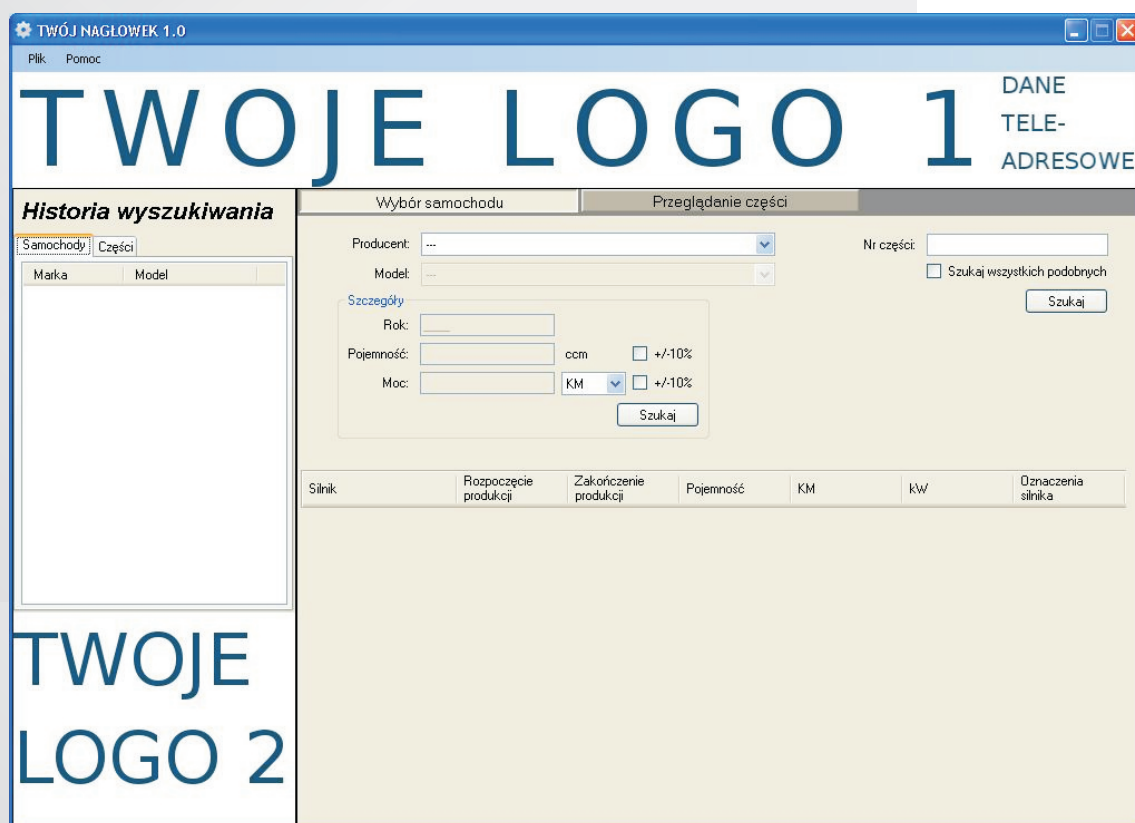 TWÓJ NAGŁOWEK 1.0
Plik Pomoc
TWOJE LOGO 1
DANE
TELE-
ADRESOWE
Historia wyszukiwania
Samochody Części
Marka Model
TWOJE
LOGO 2
Wybór samochodu Przeglądanie części
Producent: ---
Model: ---
Szczegóły
Rok: ____
Pojemność: ccm +/-10%
Moc: KM +/-10%
Szukaj
Nr części:
Szukaj wszystkich podobnych
Szukaj
Silnik Rozpoczęcie produkcji Zakończenie produkcji Pojemność KM kW Oznaczenia silnika